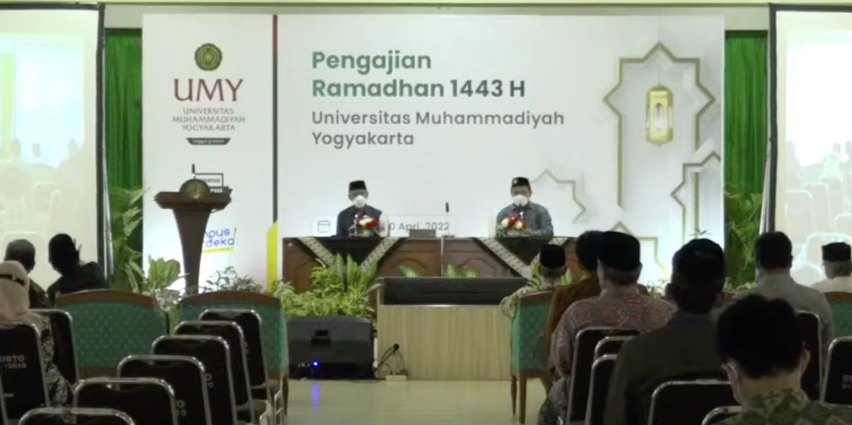 UMY
UNIVERSITAS
MUHAMMADIYAH
YOGYAKARTA
Pengajian
Ramadhan 1443 H
Universitas Muhammadiyah
Yogyakarta
April 2022